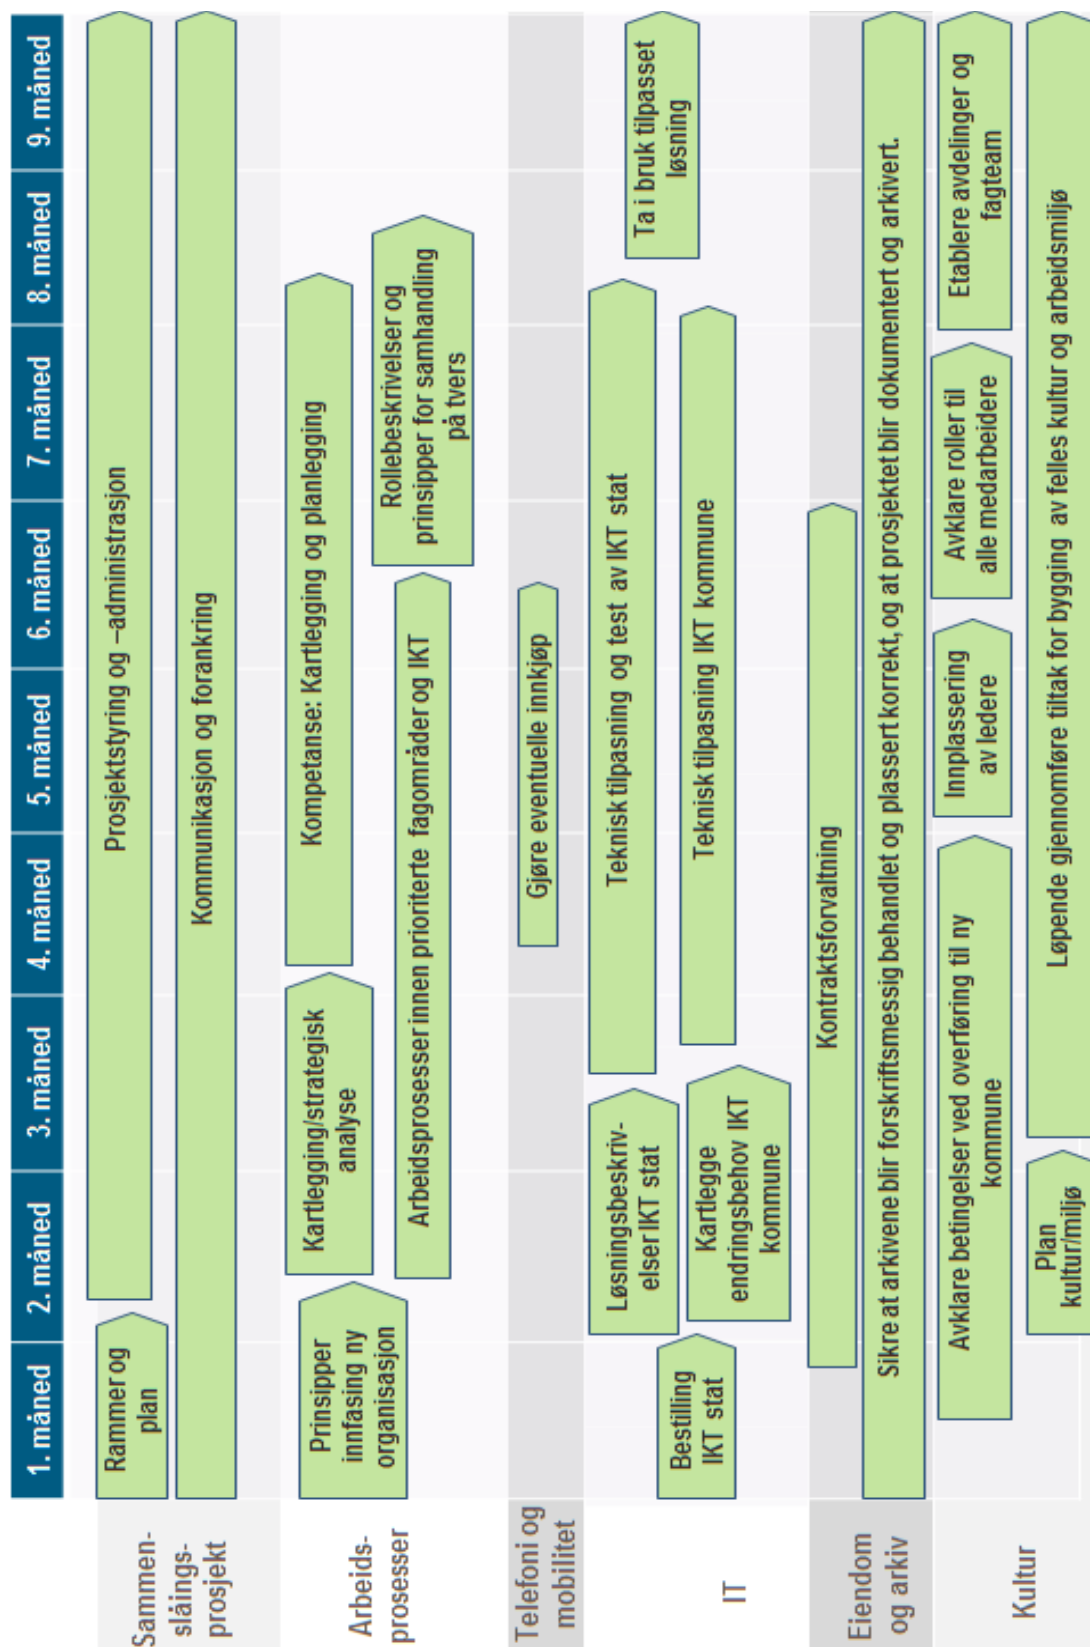 1. måned
2. måned
3. måned
4. måned
5. måned
6. måned
7. måned
8. måned
9. måned
Sammen-
slåings-
prosjekt
Rammer og
plan
Prosjektstyring og –administrasjon
Kommunikasjon og forankring
Arbeids-
prosesser
Prinsipper
innfasing ny
organisasjon
Kartlegging/strategisk
analyse
Kompetanse: Kartlegging og planlegging
Arbeidsprosesser innen prioriterte fagområder og IKT
Rollebeskrivelser og
prinsipper for samhandling
på tvers
Telefoni og
mobilitet
Gjøre eventuelle innkjøp
IT
Bestilling
IKT stat
Løsningsbeskriv-
elser IKT stat
Kartlegge
endringsbehov IKT
kommune
Teknisk tilpasning og test av IKT stat
Teknisk tilpasning IKT kommune
Ta i bruk tilpasset
løsning
Eiendom
og arkiv
Kontraktsforvaltning
Sikre at arkivene blir forskriftsmessig behandlet og plassert korrekt, og at prosjektet blir dokumentert og arkivert.
Kultur
Avklare betingelser ved overføring til ny
kommune
Innplassering
av ledere
Avklare roller til
alle medarbeidere
Etablere avdelinger og
fagteam
Plan
kultur/miljø
Løpende gjennomføre tiltak for bygging av felles kultur og arbeidsmiljø